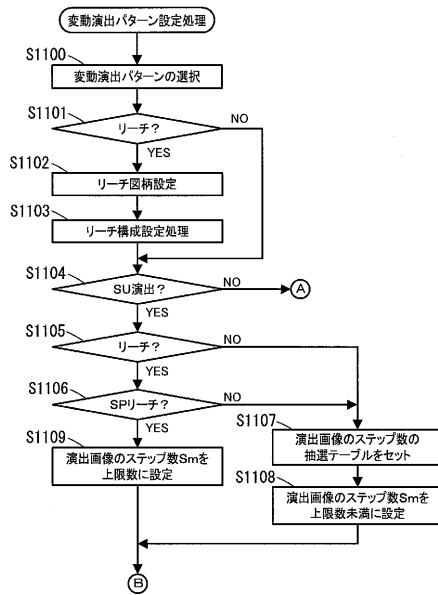 変動演出パターン設定処理
S1100
変動演出パターンの選択
S1101
リーチ?
NO
YES
S1102
リーチ図柄設定
S1103
リーチ構成設定処理
S1104
SU演出?
NO
A
YES
S1105
リーチ?
NO
YES
S1106
SPリーチ?
NO
YES
S1107
演出画像のステップ数の
抽選テーブルをセット
S1109
演出画像のステップ数Smを
上限数に設定
S1108
演出画像のステップ数Smを
上限数未満に設定
B